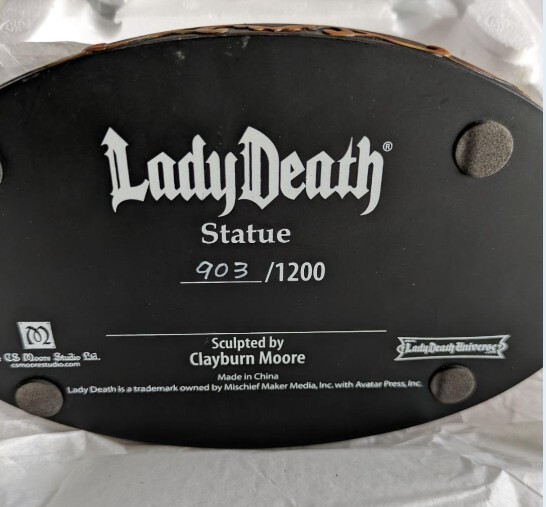 Lady Death®
Statue
903 /1200
CS Moore Studio Ltd.
csmoorestudio.com
Sculpted by
Clayburn Moore
Lady Death Universe
Made in China
Lady Death is a trademark owned by Mischief Maker Media, Inc. with Avatar Press, Inc.